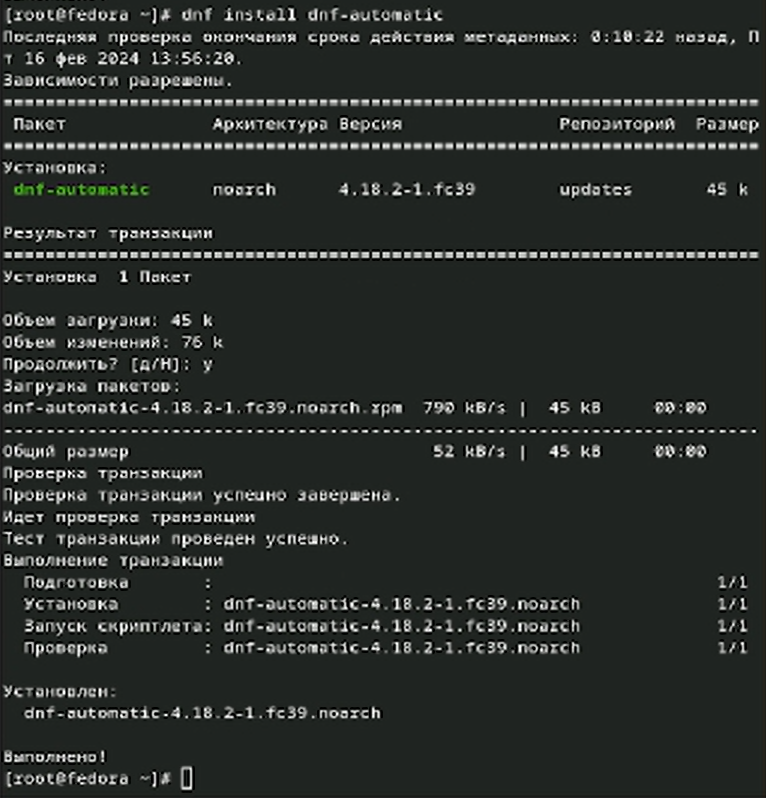 [root@fedora ~]# dnf install dnf-automatic
Последняя проверка окончания срока действия метаданных: 0:10:22 назад, П
т 16 фев 2024 13:56:20.
Зависимости разрешены.
================================================================================
Пакет Архитектура Версия Репозиторий Размер
================================================================================
Установка:
dnf-automatic noarch 4.18.2-1.fc39 updates 45 k

Результат транзакции
================================================================================
Установка 1 Пакет

Объем загрузки: 45 k
Объем изменений: 76 k
Продолжить? [д/Н]: y
Загрузка пакетов:
dnf-automatic-4.18.2-1.fc39.noarch.rpm 790 kB/s | 45 kB 00:00
--------------------------------------------------------------------------------
Общий размер 52 kB/s | 45 kB 00:00
Проверка транзакции
Проверка транзакции успешно завершена.
Идет проверка транзакции
Тест транзакции проведен успешно.
Выполнение транзакции
Подготовка : 1/1
Установка : dnf-automatic-4.18.2-1.fc39.noarch 1/1
Запуск скриптлета: dnf-automatic-4.18.2-1.fc39.noarch 1/1
Проверка : dnf-automatic-4.18.2-1.fc39.noarch 1/1

Установлен:
dnf-automatic-4.18.2-1.fc39.noarch

Выполнено!
[root@fedora ~]#